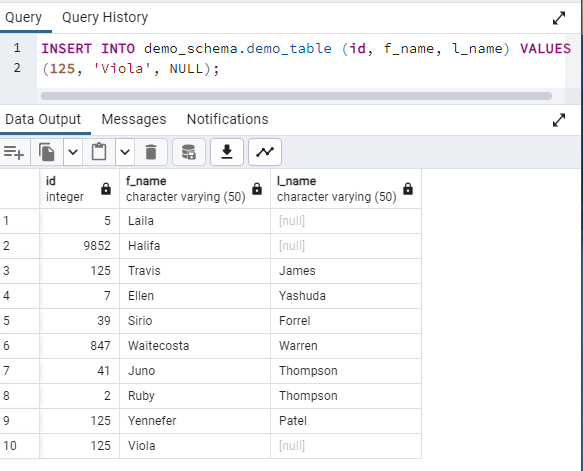 Query Query History
1 INSERT INTO demo_schema.demo_table (id, f_name, l_name) VALUES
2 (125, 'Viola', NULL);
Data Output Messages Notifications
id f_name l_name
integer character varying (50) character varying (50)
1 5 Laila [null]
2 9852 Halifa [null]
3 125 Travis James
4 7 Ellen Yashuda
5 39 Sirio Forrel
6 847 Waitecosta Warren
7 41 Juno Thompson
8 2 Ruby Thompson
9 125 Yennefer Patel
10 125 Viola [null]